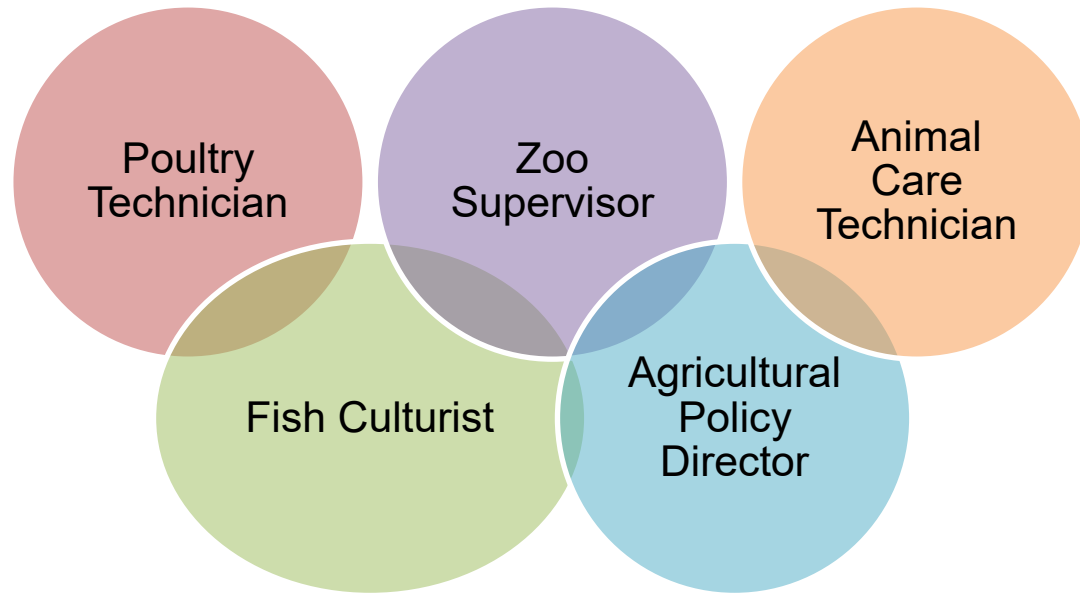 Poultry
Technician
Zoo
Supervisor
Animal
Care
Technician
Fish Culturist
Agricultural
Policy
Director